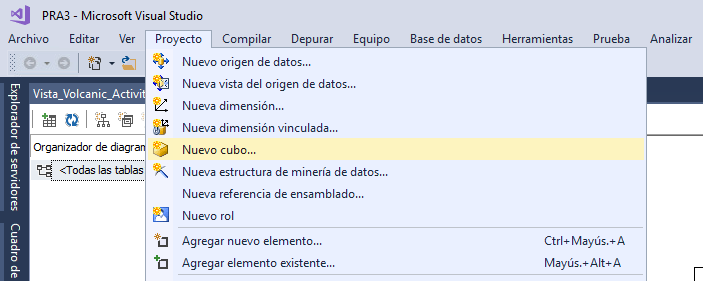 PRA3 - Microsoft Visual Studio
Archivo Editar Ver Proyecto Compilar Depurar Equipo Base de datos Herramientas Prueba Analizar
Nuevo origen de datos...
Nueva vista del origen de datos...
Nueva dimensión...
Nueva dimensión vinculada...
Nuevo cubo...
Nueva estructura de minería de datos...
Nueva referencia de ensamblado...
Nuevo rol
Agregar nuevo elemento... Ctrl+Mayús.+A
Agregar elemento existente... Mayús.+Alt+A
Vista_Volcanic_Activit
Organizador de diagram
<Todas las tablas
Explorador de servidores
Cuadro de